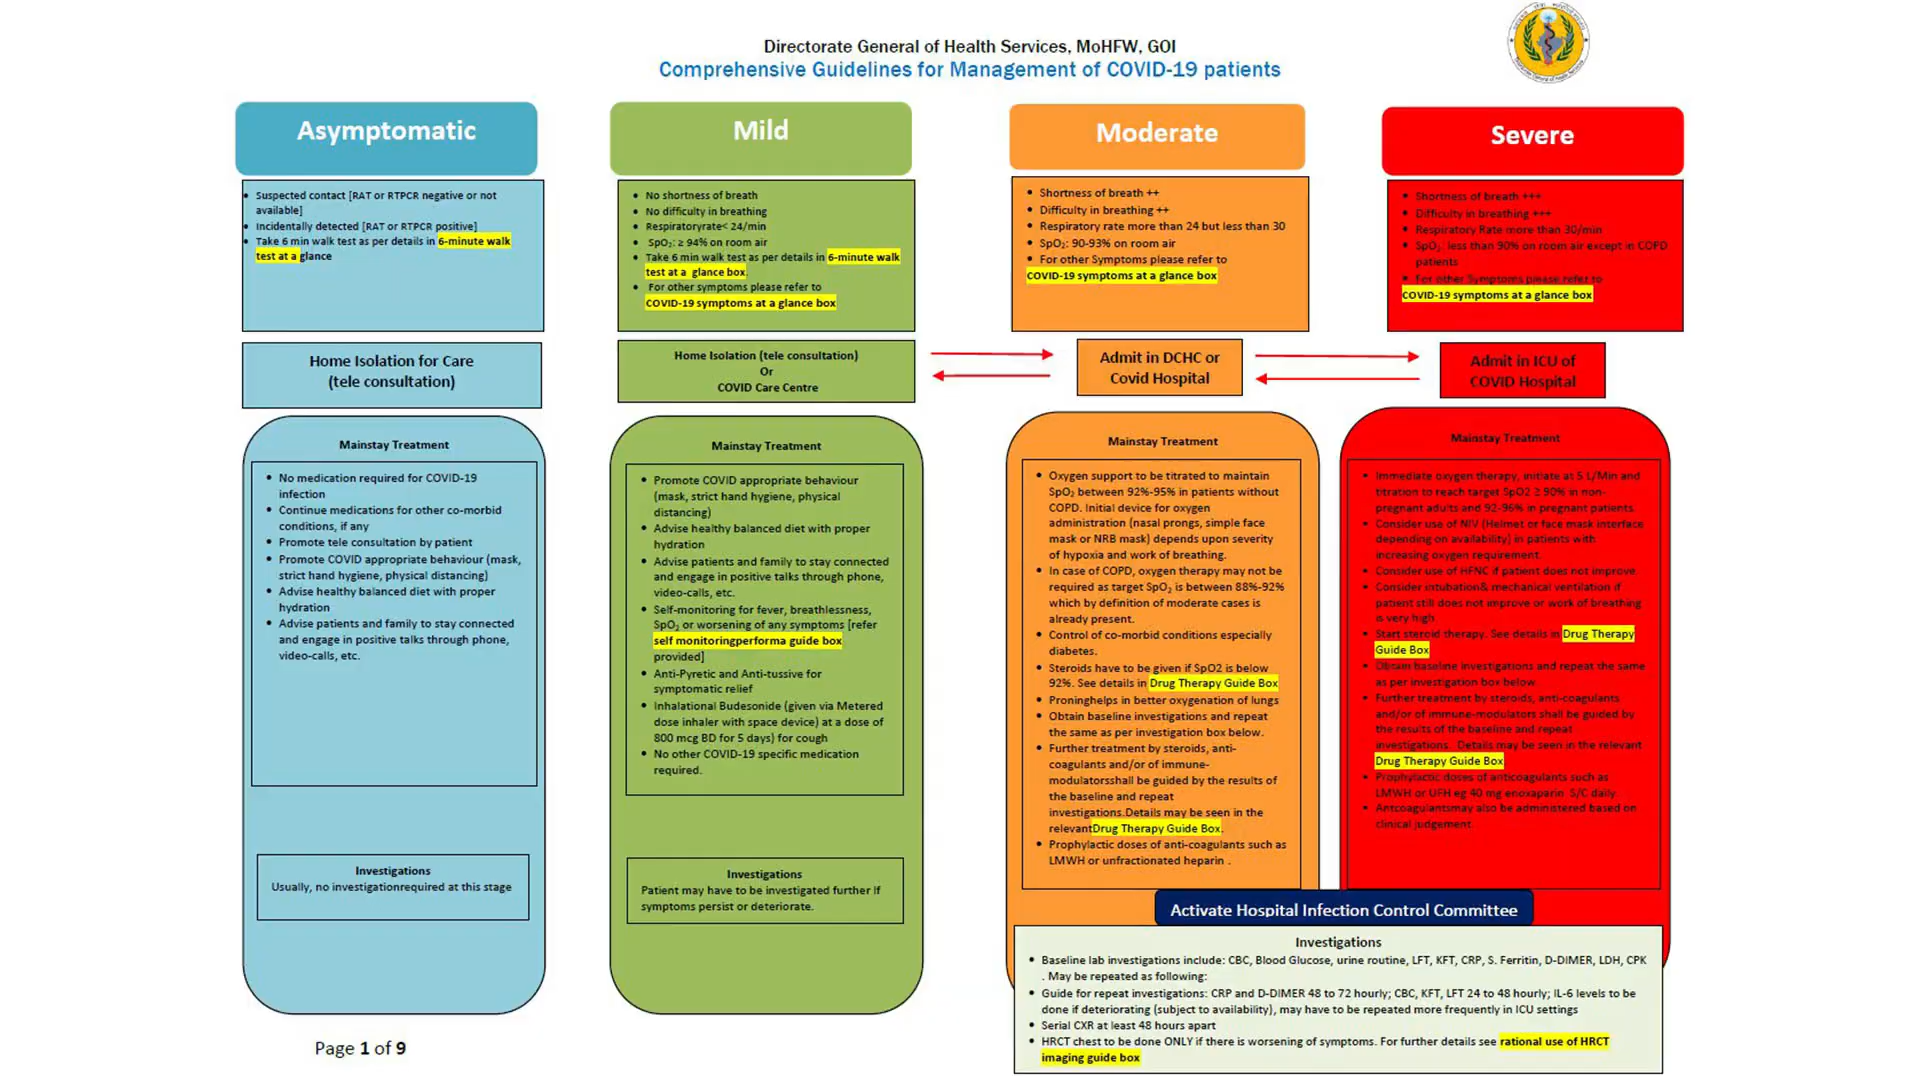 Directorate General of Health Services, MoHFW, GOI
Comprehensive Guidelines for Management of COVID-19 patients
Asymptomatic
• Suspected contact [RAT or RTPCR negative or not
available]
• Incidentally detected [RAT or RTPCR positive]
• Take 6 min walk test as per details in 6-minute walk
test at a glance
Home Isolation for Care
(tele consultation)
Mainstay Treatment
• No medication required for COVID-19
infection
• Continue medications for other co-morbid
conditions, if any
• Promote tele consultation by patient
• Promote COVID appropriate behaviour (mask,
strict hand hygiene, physical distancing)
• Advise healthy balanced diet with proper
hydration
• Advise patients and family to stay connected
and engage in positive talks through phone,
video-calls, etc.
Investigations
Usually, no investigationrequired at this stage
Mild
• No shortness of breath
• No difficulty in breathing
• Respiratoryrate< 24/min
• SpO₂: ≥ 94% on room air
• Take 6 min walk test as per details in 6-minute walk
test at a glance box.
• For other symptoms please refer to
COVID-19 symptoms at a glance box
Home Isolation (tele consultation)
Or
COVID Care Centre
Mainstay Treatment
• Promote COVID appropriate behaviour
(mask, strict hand hygiene, physical
distancing)
• Advise healthy balanced diet with proper
hydration
• Advise patients and family to stay connected
and engage in positive talks through phone,
video-calls, etc.
• Self-monitoring for fever, breathlessness,
SpO₂ or worsening of any symptoms [refer
self monitoringperforma guide box
provided]
• Anti-Pyretic and Anti-tussive for
symptomatic relief
• Inhalational Budesonide (given via Metered
dose inhaler with space device) at a dose of
800 mcg BD for 5 days) for cough
• No other COVID-19 specific medication
required.
Investigations
Patient may have to be investigated further If
symptoms persist or deteriorate.
Moderate
• Shortness of breath ++
• Difficulty in breathing ++
• Respiratory rate more than 24 but less than 30
• SpO₂: 90-93% on room air
• For other Symptoms please refer to
COVID-19 symptoms at a glance box
Admit in DCHC or
Covid Hospital
Mainstay Treatment
• Oxygen support to be titrated to maintain
SpO₂ between 92%-95% in patients without
COPD. Initial device for oxygen
administration (nasal prongs, simple face
mask or NRB mask) depends upon severity
of hypoxia and work of breathing.
• In case of COPD, oxygen therapy may not be
required as target SpO₂ is between 88%-92%
which by definition of moderate cases is
already present.
• Control of co-morbid conditions especially
diabetes.
• Steroids have to be given if SpO2 is below
92%. See details in Drug Therapy Guide Box
• Proninghelps in better oxygenation of lungs
• Obtain baseline investigations and repeat
the same as per investigation box below.
• Further treatment by steroids, anti-
coagulants and/or of immune-
modulatorsshall be guided by the results of
the baseline and repeat
investigations.Details may be seen in the
relevantDrug Therapy Guide Box.
• Prophylactic doses of anti-coagulants such as
LMWH or unfractionated heparin .
Severe
• Shortness of breath +++
• Difficulty in breathing +++
• Respiratory Rate more than 30/min
• SpO₂: less than 90% on room air except in COPD
patients
• For other Symptoms please refer to
COVID-19 symptoms at a glance box
Admit in ICU of
COVID Hospital
Mainstay Treatment
• Immediate oxygen therapy, initiate at 5 L/Min and
titration to reach target SpO2 ≥ 90% in non-
pregnant adults and 92-96% in pregnant patients.
• Consider use of NIV (Helmet or face mask interface
depending on availability) in patients with
increasing oxygen requirement.
• Consider use of HFNC if patient does not improve.
• Consider intubation& mechanical ventilation if
patient still does not improve or work of breathing
is very high
• Start steroid therapy. See details in Drug Therapy
Guide Box
• Obtain baseline investigations and repeat the same
as per investigation box below
• Further treatment by steroids, anti-coagulants
and/or of immune-modulators shall be guided by
the results of the baseline and repeat
investigations. Details may be seen in the relevant
Drug Therapy Guide Box
• Prophylactic doses of anticoagulants such as
LMWH or UFH eg 40 mg enoxaparin S/C daily.
• Antcoagulantsmay also be administered based on
clinical judgement.
Activate Hospital Infection Control Committee
Investigations
• Baseline lab investigations include: CBC, Blood Glucose, urine routine, LFT, KFT, CRP, S. Ferritin, D-DIMER, LDH, CPK
. May be repeated as following:
• Guide for repeat investigations: CRP and D-DIMER 48 to 72 hourly; CBC, KFT, LFT 24 to 48 hourly; IL-6 levels to be
done if deteriorating (subject to availability), may have to be repeated more frequently in ICU settings
• Serial CXR at least 48 hours apart
• HRCT chest to be done ONLY if there is worsening of symptoms. For further details see rational use of HRCT
imaging guide box
Page 1 of 9